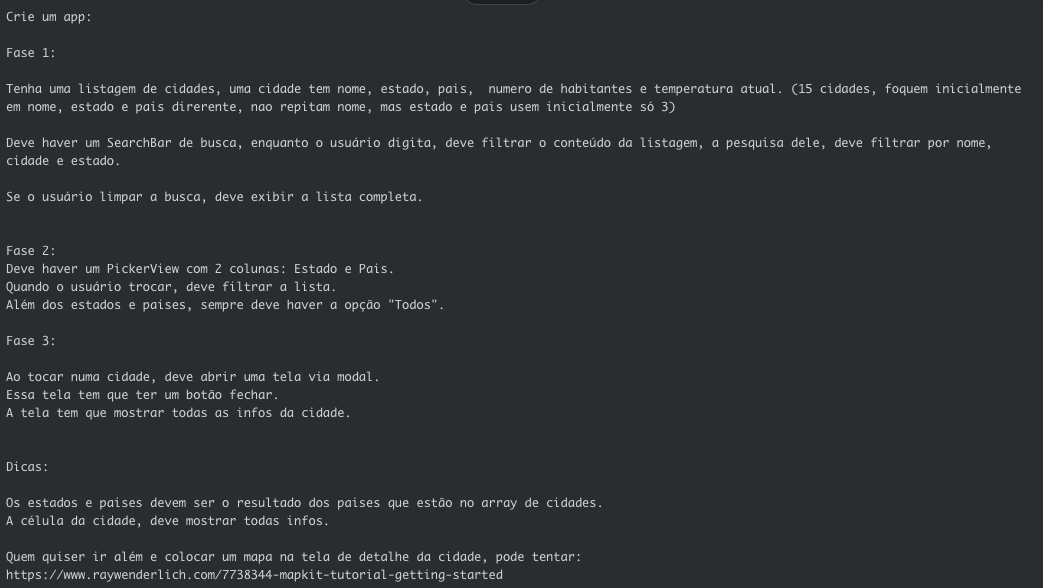 Crie um app:
Fase 1:
Tenha uma listagem de cidades, uma cidade tem nome, estado, pais,  numero de habitantes e temperatura atual. (15 cidades, foquem inicialmente
em nome, estado e pais direrente, nao repitam nome, mas estado e pais usem inicialmente só 3)
Deve haver um SearchBar de busca, enquanto o usuário digita, deve filtrar o conteúdo da listagem, a pesquisa dele, deve filtrar por nome,
cidade e estado.
Se o usuário limpar a busca, deve exibir a lista completa.
Fase 2:
Deve haver um PickerView com 2 colunas: Estado e Pais.
Quando o usuário trocar, deve filtrar a lista.
Além dos estados e paises, sempre deve haver a opção "Todos".
Fase 3:
Ao tocar numa cidade, deve abrir uma tela via modal.
Essa tela tem que ter um botão fechar.
A tela tem que mostrar todas as infos da cidade.
Dicas:
Os estados e paises devem ser o resultado dos paises que estão no array de cidades.
A célula da cidade, deve mostrar todas infos.
Quem quiser ir além e colocar um mapa na tela de detalhe da cidade, pode tentar:
https://www.raywenderlich.com/7738344-mapkit-tutorial-getting-started